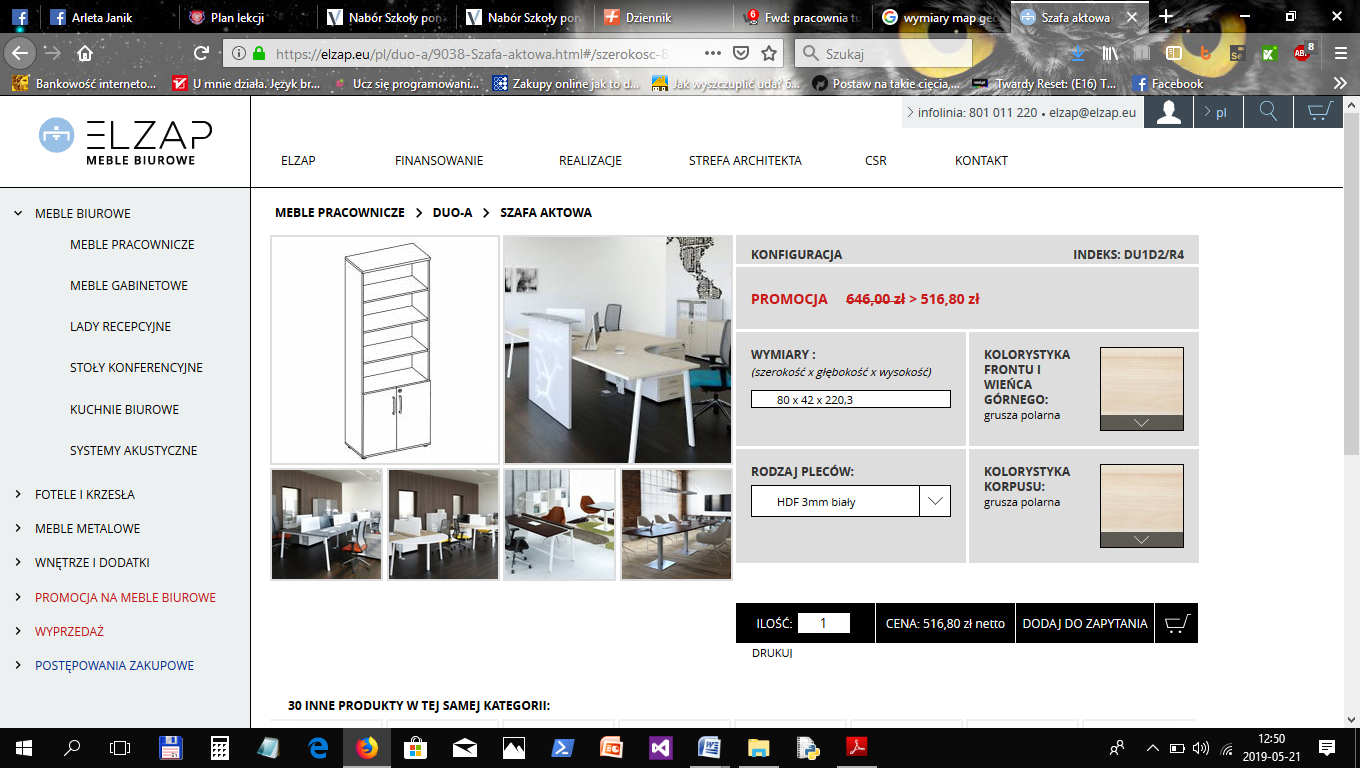 Arleta Janik
Plan lekcji
Nabór Szkoły pon
Nabór Szkoły pon
Dziennik
6
Fwd: pracownia tu
wymiary map geo
Szafa aktowa
https://elzap.eu/pl/duo-a/9038-Szafa-aktowa.html#/szerokosc-8
Szukaj
8
Bankowość interneto...
U mnie działa. Język br...
Ucz się programowani...
Zakupy online jak to d...
Jak wyszczuplić uda? 6...
Postaw na takie cięcia,...
Twardy Reset: (E16) T...
Facebook
infolinia: 801 011 220 • elzap@elzap.eu
pl
ELZAP
MEBLE BIUROWE
ELZAP
FINANSOWANIE
REALIZACJE
STREFA ARCHITEKTA
CSR
KONTAKT
MEBLE BIUROWE
MEBLE PRACOWNICZE
MEBLE GABINETOWE
LADY RECEPCYJNE
STOŁY KONFERENCYJNE
KUCHNIE BIUROWE
SYSTEMY AKUSTYCZNE
FOTELE I KRZESŁA
MEBLE METALOWE
WNĘTRZE I DODATKI
PROMOCJA NA MEBLE BIUROWE
WYPRZEDAŻ
POSTĘPOWANIA ZAKUPOWE
MEBLE PRACOWNICZE > DUO-A > SZAFA AKTOWA
KONFIGURACJA
INDEKS: DU1D2/R4
PROMOCJA 646,00 zł > 516,80 zł
WYMIARY :
(szerokość x głębokość x wysokość)
80 x 42 x 220,3
KOLORYSTYKA
FRONTU I
WIEŃCA
GÓRNEGO:
grusza polarna
RODZAJ PLECÓW:
HDF 3mm biały
KOLORYSTYKA
KORPUSU:
grusza polarna
ILOŚĆ: 1
CENA: 516,80 zł netto
DODAJ DO ZAPYTANIA
DRUKUJ
30 INNE PRODUKTY W TEJ SAMEJ KATEGORII:
12:50
2019-05-21